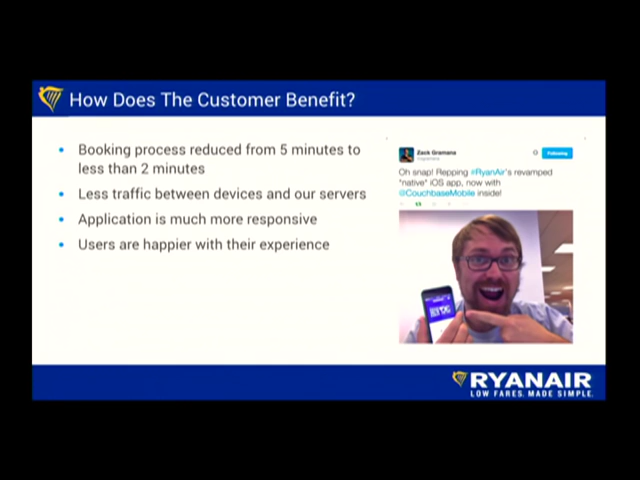 How Does The Customer Benefit?
Booking process reduced from 5 minutes to
less than 2 minutes
Less traffic between devices and our servers
Application is much more responsive
Users are happier with their experience
Zack Gramana
Following
Oh snap! Repping #RyanAir's revamped
*native* iOS app, now with
@CouchbaseMobile inside!
RYANAIR
LOW FARES. MADE SIMPLE.